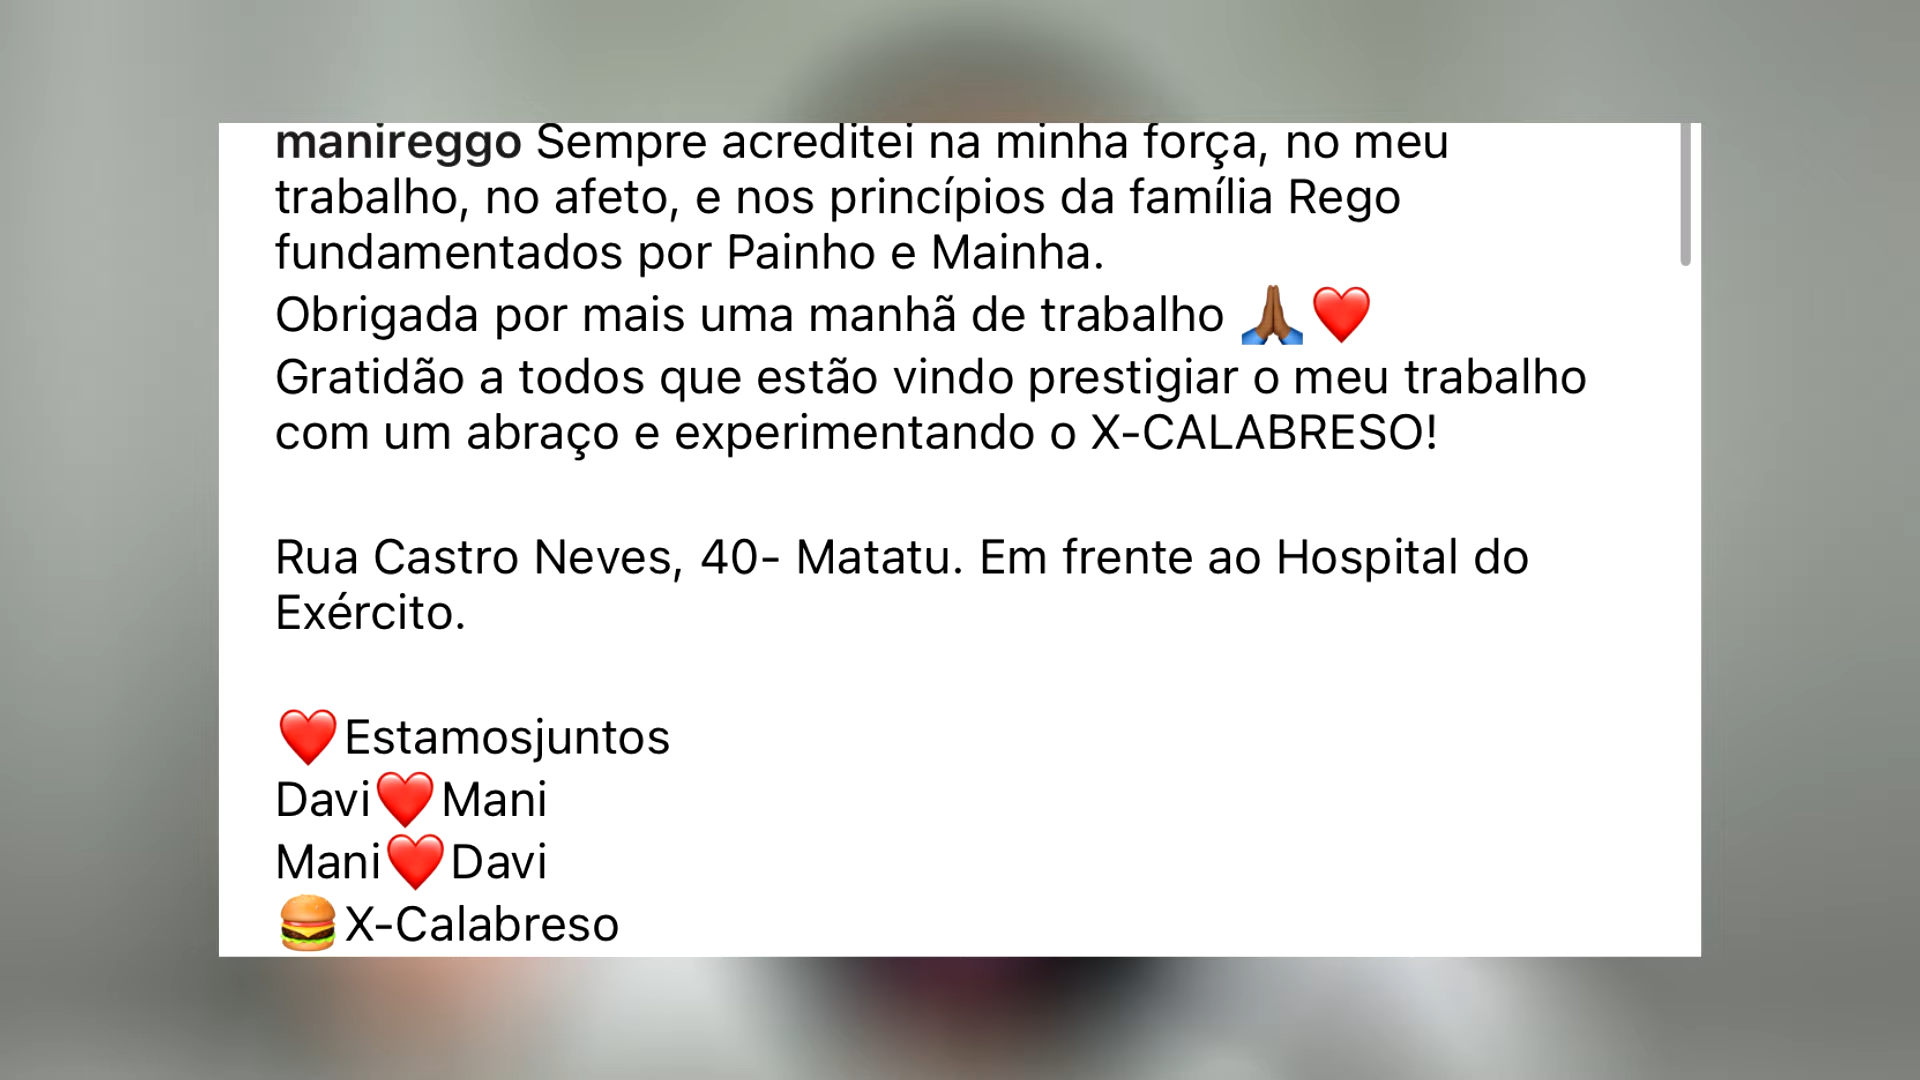 manireggo Sempre acreditei na minha força, no meu
trabalho, no afeto, e nos princípios da família Rego
fundamentados por Painho e Mainha.
Obrigada por mais uma manhã de trabalho 🙏🏾❤️
Gratidão a todos que estão vindo prestigiar o meu trabalho
com um abraço e experimentando o X-CALABRESO!
Rua Castro Neves, 40- Matatu. Em frente ao Hospital do
Exército.
❤️Estamosjuntos
Davi❤️Mani
Mani❤️Davi
🍔X-Calabreso